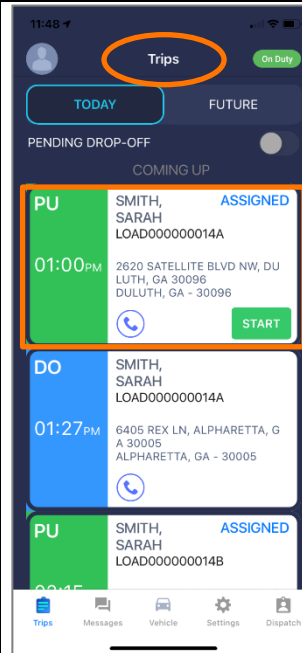 11:48
Trips
On Duty
TODAY
FUTURE
PENDING DROP-OFF
COMING UP
PU
SMITH,
SARAH
ASSIGNED
LOAD000000014A
01:00PM
2620 SATELLITE BLVD NW, DU
LUTH, GA 30096
DULUTH, GA - 30096
START
DO
SMITH,
SARAH
LOAD000000014A
01:27PM
6405 REX LN, ALPHARETTA, G
A 30005
ALPHARETTA, GA - 30005
PU
SMITH,
SARAH
ASSIGNED
LOAD000000014B
Trips
Messages
Vehicle
Settings
Dispatch